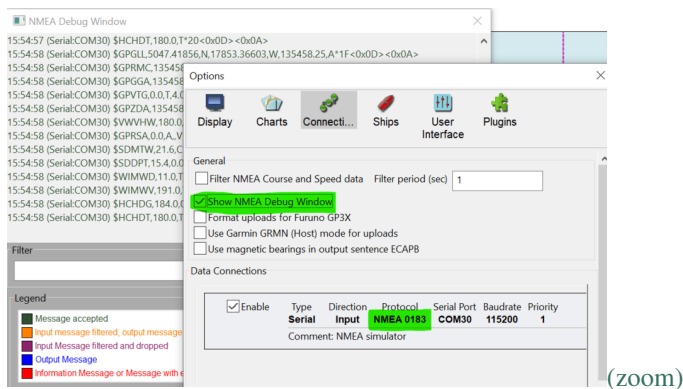 NMEA Debug Window
15:54:57 (Serial:COM30) $HCHDT,180.0,T*20<0x0D><0x0A>
15:54:58 (Serial:COM30) $GPGLL,5047.41856,N,17853.36603,W,135458.25,A*1F<0x0D><0x0A>
15:54:58 (Serial:COM30) $GPRMC,135458
15:54:58 (Serial:COM30) $GPGGA,135458
15:54:58 (Serial:COM30) $GPVTG,0.0,T,4.0
15:54:58 (Serial:COM30) $GPZDA,135458
15:54:58 (Serial:COM30) $VWVHW,180.0,
15:54:58 (Serial:COM30) $GPRSA,0.0,A,,V
15:54:58 (Serial:COM30) $SDMTW,21.6,C
15:54:58 (Serial:COM30) $SDDPT,15.4,0.0
15:54:58 (Serial:COM30) $WIMWD,11.0,T
15:54:58 (Serial:COM30) $WIMWV,191.0,
15:54:58 (Serial:COM30) $HCHDG,184.0,0
15:54:58 (Serial:COM30) $HCHDT,180.0,T
Filter
Legend
Message accepted
Input message filtered, output message
Input Message filtered and dropped
Output Message
Information Message or Message with e
Options
Display Charts Connecti... Ships User Interface Plugins
General
Filter NMEA Course and Speed data Filter period (sec) 1
Show NMEA Debug Window
Format uploads for Furuno GP3X
Use Garmin GRMN (Host) mode for uploads
Use magnetic bearings in output sentence ECAPB
Data Connections
Enable Type Direction Protocol Serial Port Baudrate Priority
Serial Input NMEA 0183 COM30 115200 1
Comment: NMEA simulator
(zoom)